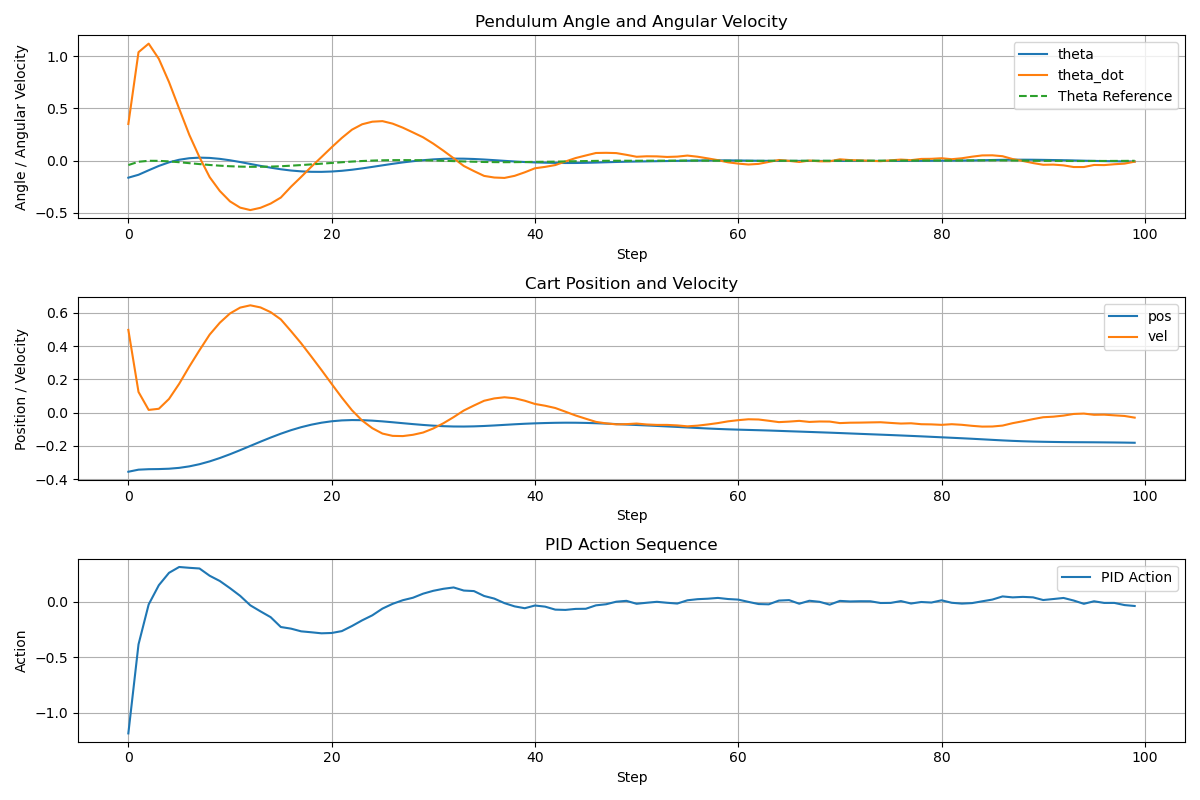 Pendulum Angle and Angular Velocity
Angle / Angular Velocity
1.0
0.5
0.0
−0.5
theta
theta_dot
Theta Reference
0 20 40 60 80 100
Step
Cart Position and Velocity
Position / Velocity
0.6
0.4
0.2
0.0
−0.2
−0.4
pos
vel
0 20 40 60 80 100
Step
PID Action Sequence
Action
0.0
−0.5
−1.0
PID Action
0 20 40 60 80 100
Step